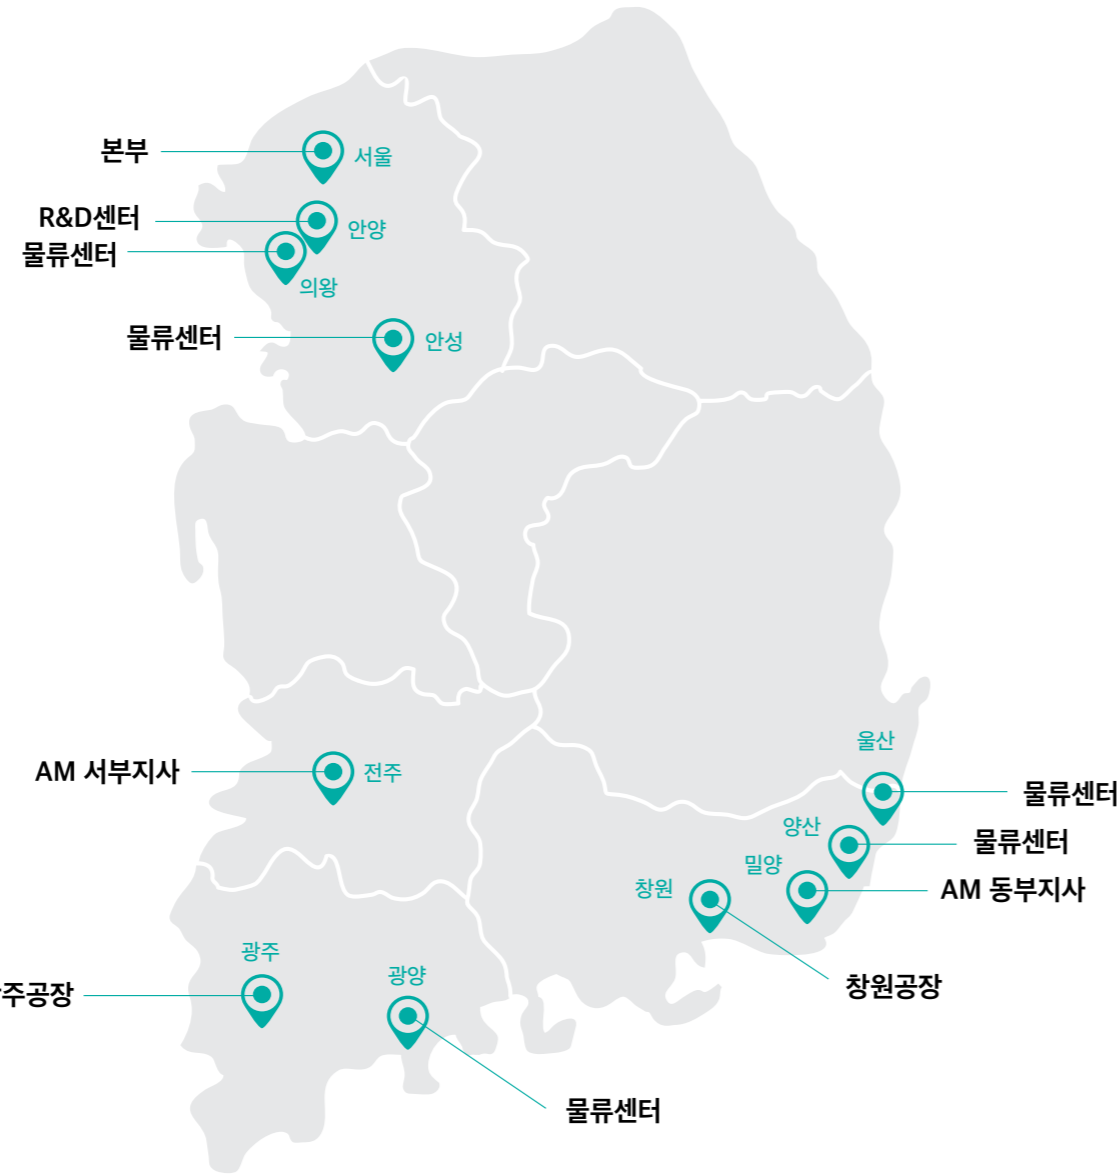 본부
서울
R&D센터
안양
물류센터
의왕
물류센터
안성
AM 서부지사
전주
울산
물류센터
양산
물류센터
밀양
AM 동부지사
창원
창원공장
광주
주공장
광양
물류센터